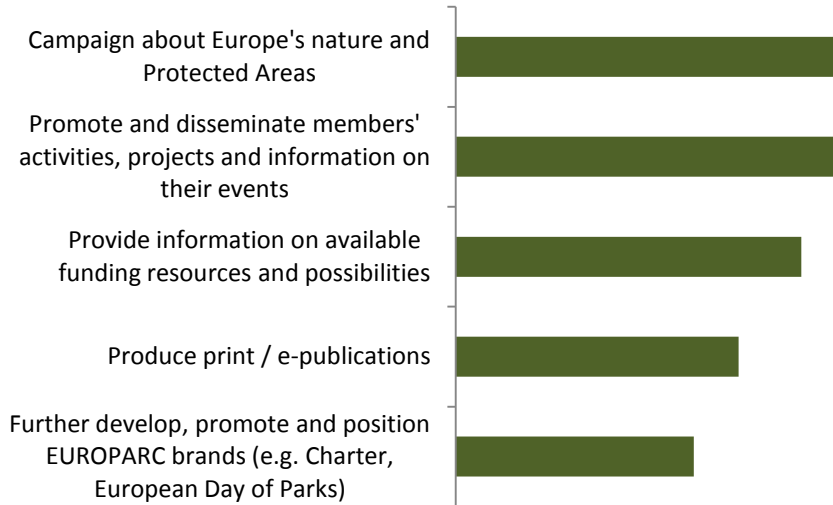 Campaign about Europe's nature and
Protected Areas
Promote and disseminate members'
activities, projects and information on
their events
Provide information on available
funding resources and possibilities
Produce print / e-publications
Further develop, promote and position
EUROPARC brands (e.g. Charter,
European Day of Parks)